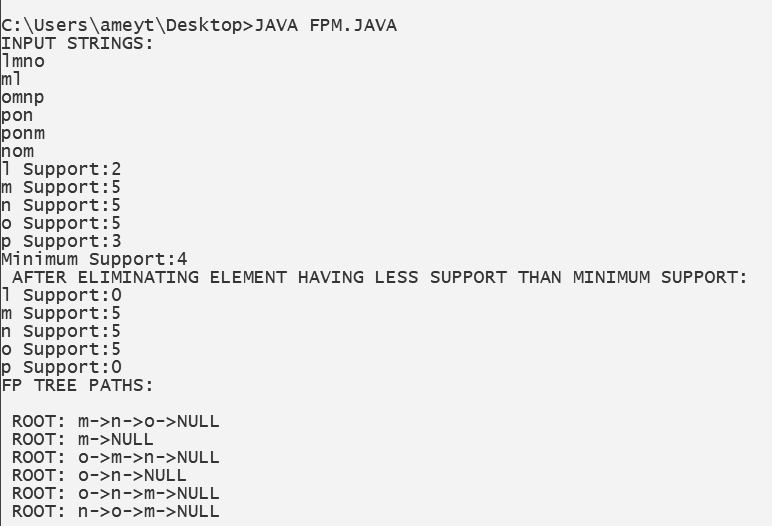 C:\Users\ameyt\Desktop>JAVA FPM.JAVA
INPUT STRINGS:
lmno
ml
omnp
pon
ponm
nom
l Support:2
m Support:5
n Support:5
o Support:5
p Support:3
Minimum Support:4
AFTER ELIMINATING ELEMENT HAVING LESS SUPPORT THAN MINIMUM SUPPORT:
l Support:0
m Support:5
n Support:5
o Support:5
p Support:0
FP TREE PATHS:
ROOT: m->n->o->NULL
ROOT: m->NULL
ROOT: o->m->n->NULL
ROOT: o->n->NULL
ROOT: o->n->m->NULL
ROOT: n->o->m->NULL